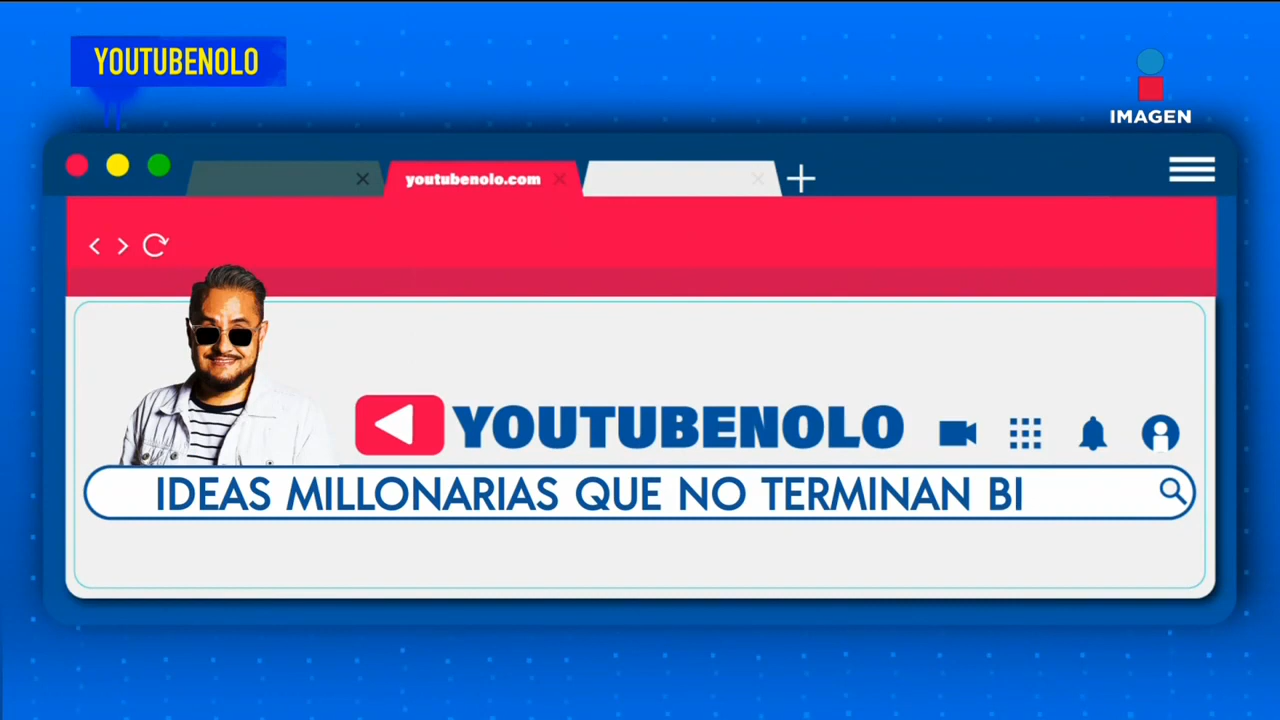 YOUTUBENOLO
IMAGEN
youtubenolo.com
YOUTUBENOLO
IDEAS MILLONARIAS QUE NO TERMINAN BI